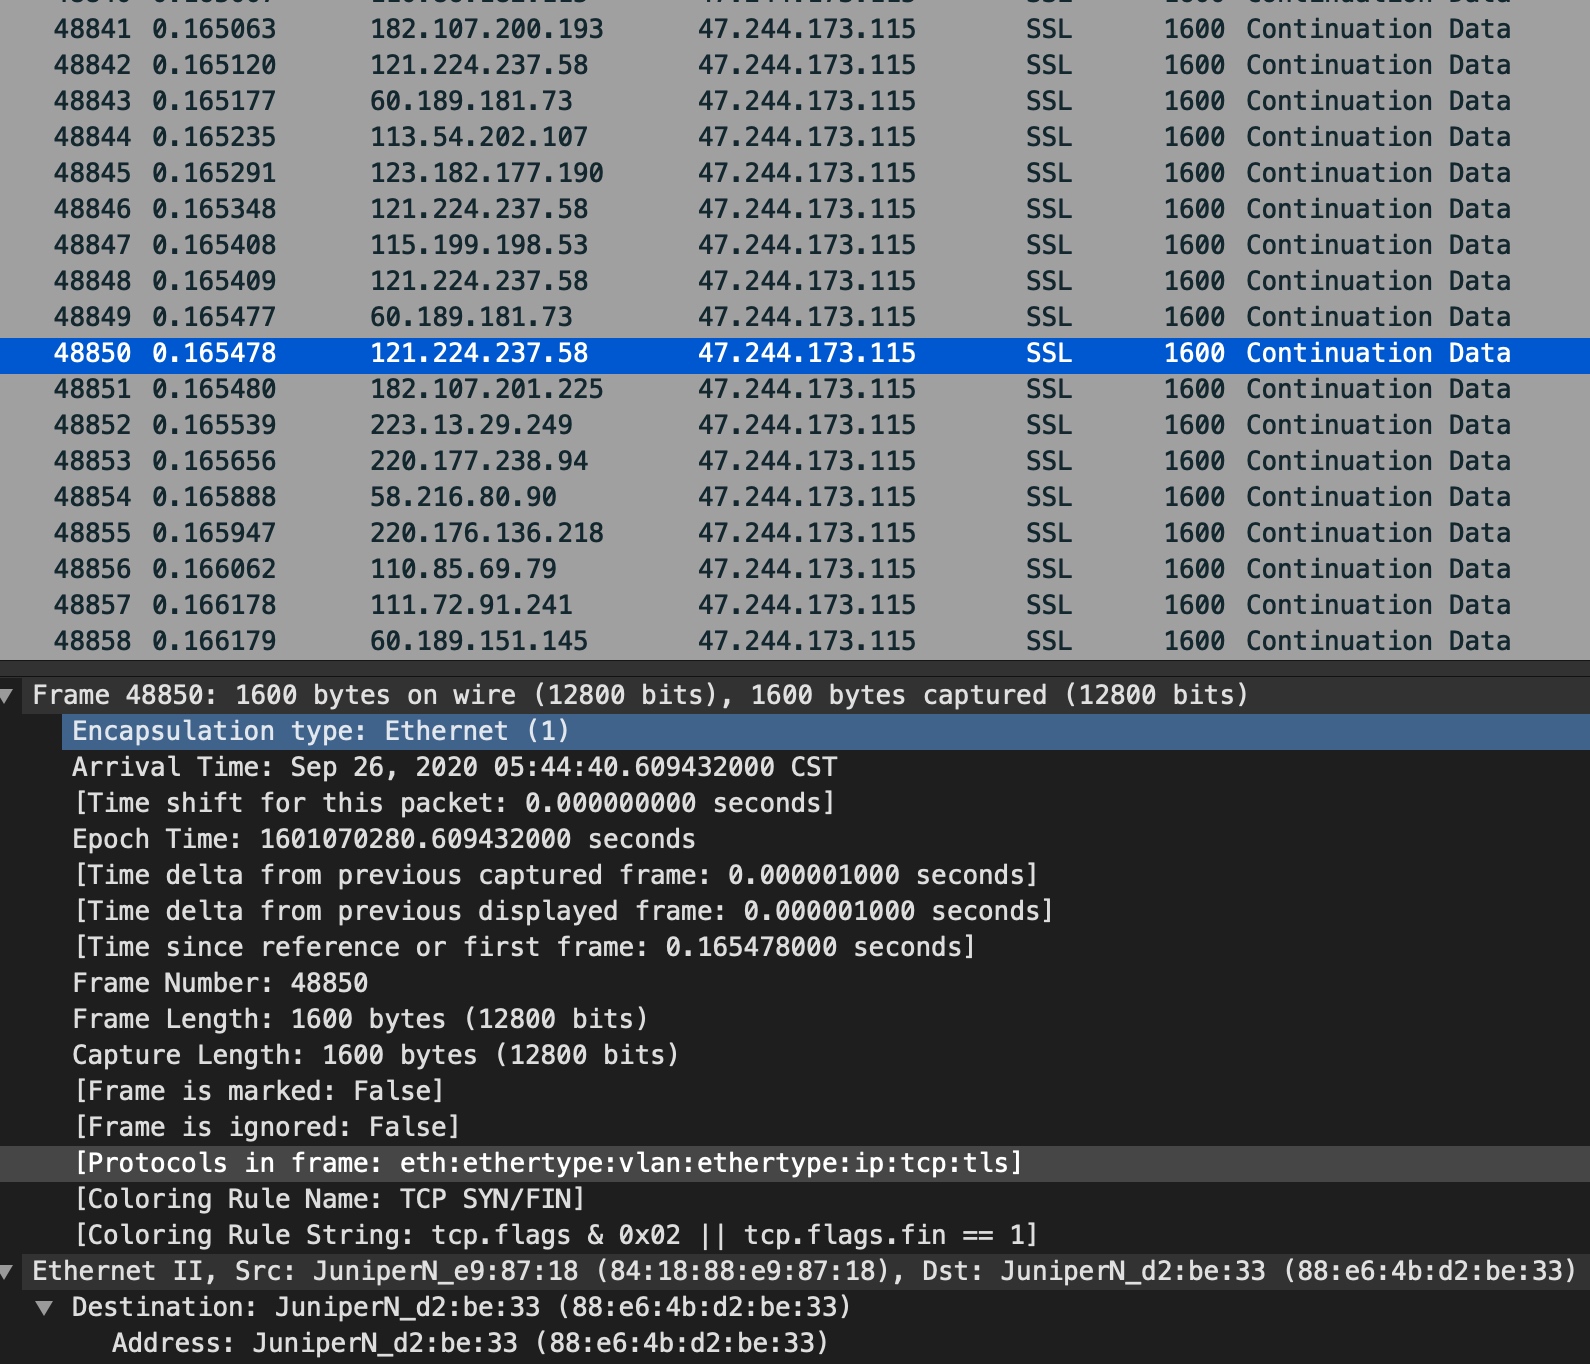 48841 0.165063 182.107.200.193 47.244.173.115 SSL 1600 Continuation Data
48842 0.165120 121.224.237.58 47.244.173.115 SSL 1600 Continuation Data
48843 0.165177 60.189.181.73 47.244.173.115 SSL 1600 Continuation Data
48844 0.165235 113.54.202.107 47.244.173.115 SSL 1600 Continuation Data
48845 0.165291 123.182.177.190 47.244.173.115 SSL 1600 Continuation Data
48846 0.165348 121.224.237.58 47.244.173.115 SSL 1600 Continuation Data
48847 0.165408 115.199.198.53 47.244.173.115 SSL 1600 Continuation Data
48848 0.165409 121.224.237.58 47.244.173.115 SSL 1600 Continuation Data
48849 0.165477 60.189.181.73 47.244.173.115 SSL 1600 Continuation Data
48850 0.165478 121.224.237.58 47.244.173.115 SSL 1600 Continuation Data
48851 0.165480 182.107.201.225 47.244.173.115 SSL 1600 Continuation Data
48852 0.165539 223.13.29.249 47.244.173.115 SSL 1600 Continuation Data
48853 0.165656 220.177.238.94 47.244.173.115 SSL 1600 Continuation Data
48854 0.165888 58.216.80.90 47.244.173.115 SSL 1600 Continuation Data
48855 0.165947 220.176.136.218 47.244.173.115 SSL 1600 Continuation Data
48856 0.166062 110.85.69.79 47.244.173.115 SSL 1600 Continuation Data
48857 0.166178 111.72.91.241 47.244.173.115 SSL 1600 Continuation Data
48858 0.166179 60.189.151.145 47.244.173.115 SSL 1600 Continuation Data
Frame 48850: 1600 bytes on wire (12800 bits), 1600 bytes captured (12800 bits)
Encapsulation type: Ethernet (1)
Arrival Time: Sep 26, 2020 05:44:40.609432000 CST
[Time shift for this packet: 0.000000000 seconds]
Epoch Time: 1601070280.609432000 seconds
[Time delta from previous captured frame: 0.000001000 seconds]
[Time delta from previous displayed frame: 0.000001000 seconds]
[Time since reference or first frame: 0.165478000 seconds]
Frame Number: 48850
Frame Length: 1600 bytes (12800 bits)
Capture Length: 1600 bytes (12800 bits)
[Frame is marked: False]
[Frame is ignored: False]
[Protocols in frame: eth:ethertype:vlan:ethertype:ip:tcp:tls]
[Coloring Rule Name: TCP SYN/FIN]
[Coloring Rule String: tcp.flags & 0x02 || tcp.flags.fin == 1]
Ethernet II, Src: JuniperN_e9:87:18 (84:18:88:e9:87:18), Dst: JuniperN_d2:be:33 (88:e6:4b:d2:be:33)
Destination: JuniperN_d2:be:33 (88:e6:4b:d2:be:33)
Address: JuniperN_d2:be:33 (88:e6:4b:d2:be:33)